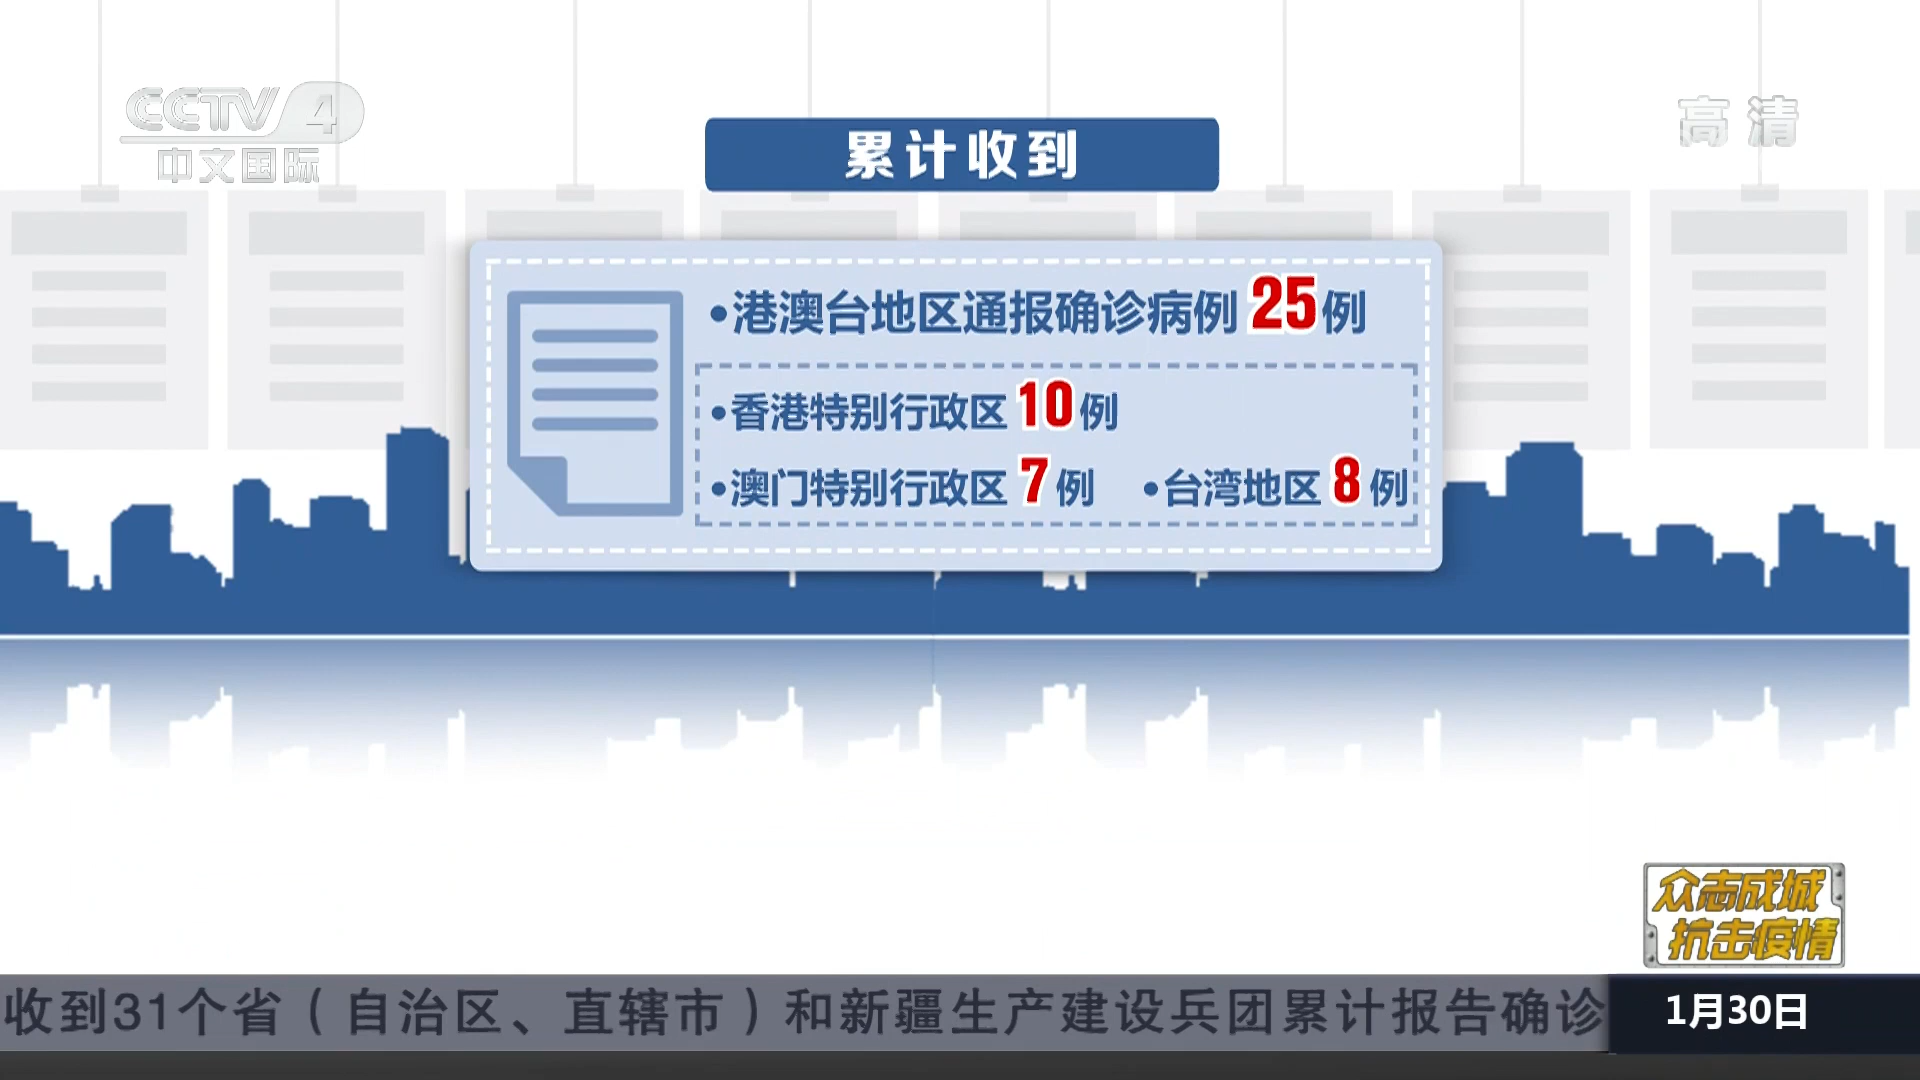 CCTV 4
中文国际
高清
累计收到
•港澳台地区通报确诊病例25例
•香港特别行政区10例
•澳门特别行政区7例 •台湾地区8例
众志成城
抗击疫情
收到31个省（自治区、直辖市）和新疆生产建设兵团累计报告确诊
1月30日